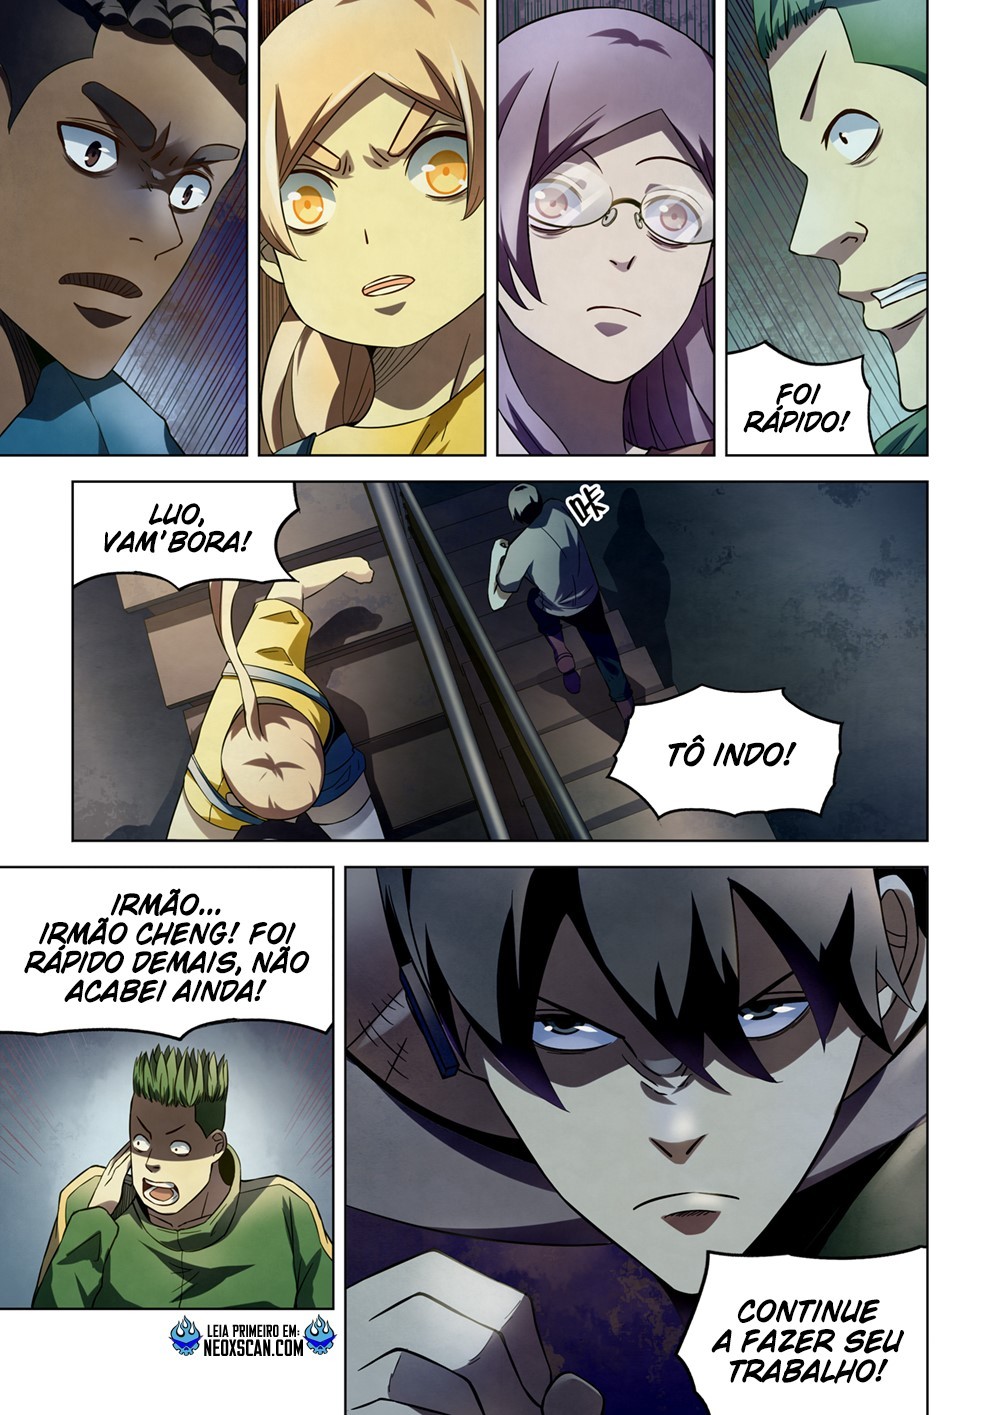 FOI
RÁPIDO!
LUO,
VAM'BORA!
咔
TÔ INDO!
IRMÃO...
IRMÃO CHENG! FOI
RÁPIDO DEMAIS, NÃO
ACABEI AINDA!
CONTINUE
A FAZER SEU
TRABALHO!
LEIA PRIMEIRO EM:
NEOXSCAN.COM